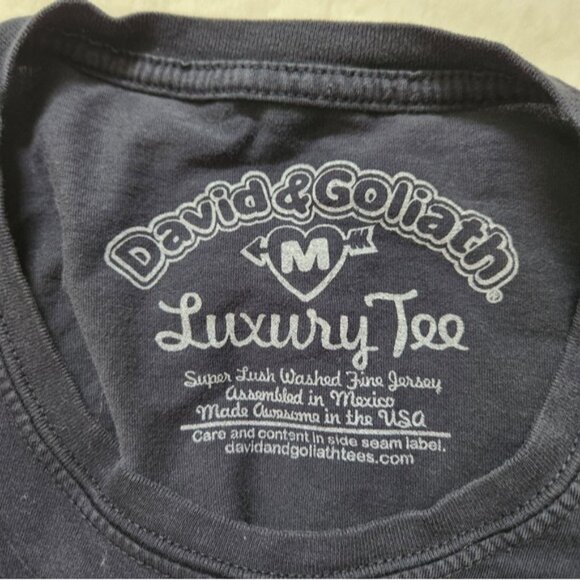 David & Goliath®
M
Luxury Tee
Super Lush Washed Fine Jersey
Assembled in Mexico
Made Awesome in the USA
Care and content in side seam label.
davidandgoliathtees.com